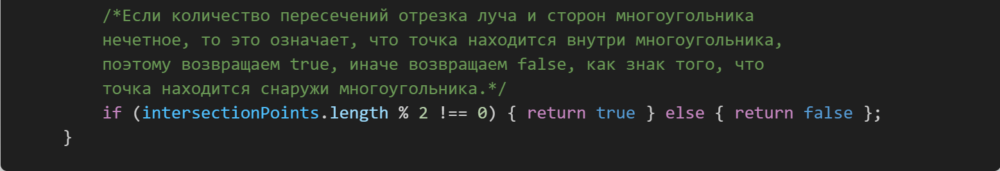 /*Если количество пересечений отрезка луча и сторон многоугольника
нечетное, то это означает, что точка находится внутри многоугольника,
поэтому возвращаем true, иначе возвращаем false, как знак того, что
точка находится снаружи многоугольника.*/
if (intersectionPoints.length % 2 !== 0) { return true } else { return false };
}